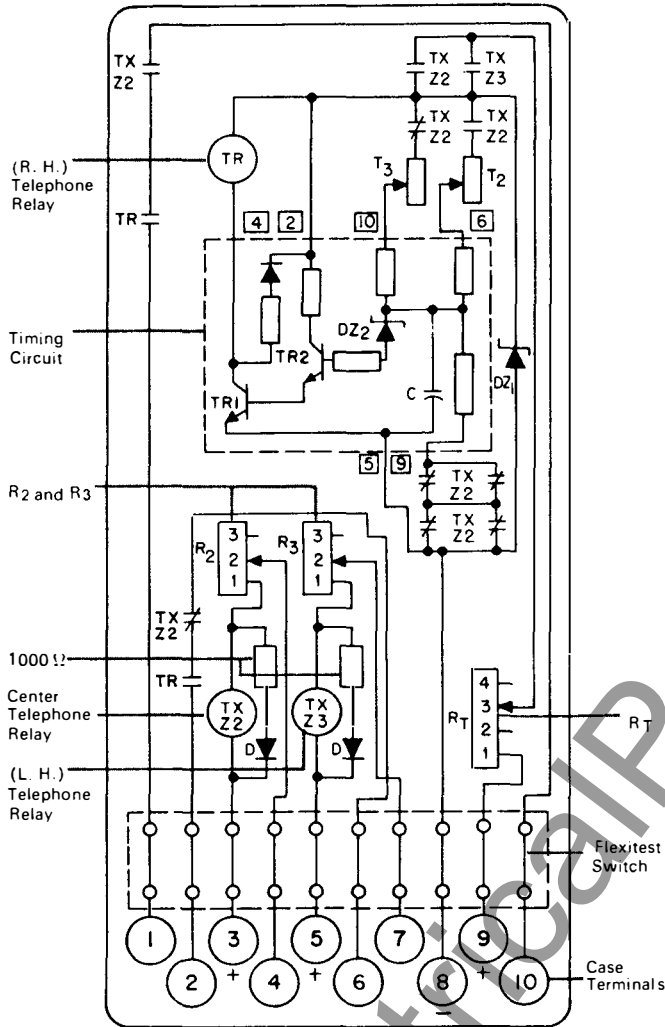 TX
Z2
TX
Z2
TX
Z3
TX
Z2
TX
Z2
TR
(R. H.)
Telephone
Relay
T3
T2
TR
4
2
10
6
Timing
Circuit
DZ2
TR2
TR1
C
DZ1
5
9
TX
Z2
TX
Z2
R2 and R3
R2
3
2
1
R3
3
2
1
TX
Z2
1000 Ω
TR
Center
Telephone
Relay
TX
Z2
TX
Z3
D
D
(L. H.)
Telephone
Relay
RT
4
3
2
1
RT
Flexitest
Switch
1
2
3
+
4
5
+
6
7
8
–
9
+
10
Case
Terminals
ctricalP